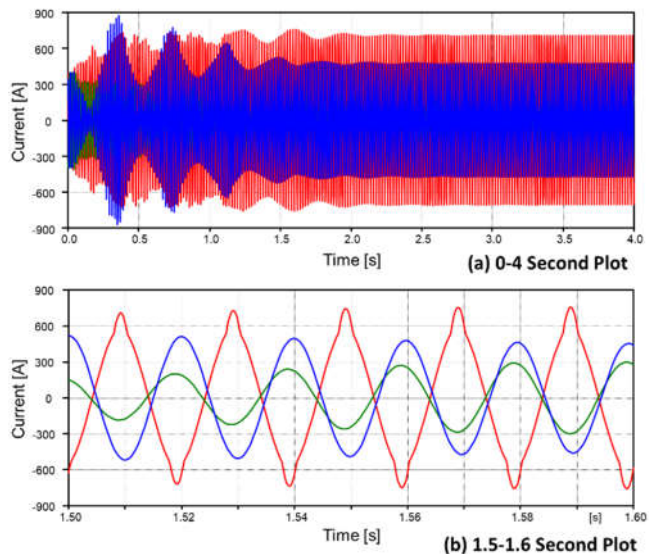 900
600
300
0
-300
-600
-900
Current [A]
0.0 0.5 1.0 1.5 2.0 2.5 3.0 3.5 4.0
Time [s]
(a) 0-4 Second Plot
900
600
300
0
-300
-600
-900
Current [A]
1.50 1.52 1.54 1.56 1.58 [s] 1.60
Time [s]
(b) 1.5-1.6 Second Plot